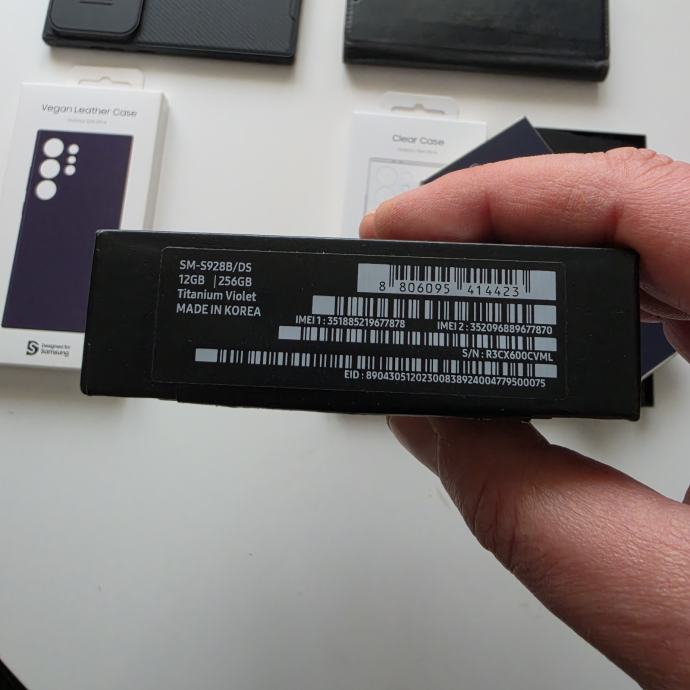 Vegan Leather Case
Clear Case
SM-S928B/DS
12GB | 256GB
Titanium Violet
MADE IN KOREA
8 806095 414423
IMEI 1 : 351885219677878
IMEI 2 : 352096889677870
S/N : R3CX600CVML
EID : 89043051202300838924004779500075
Designed for
Samsung